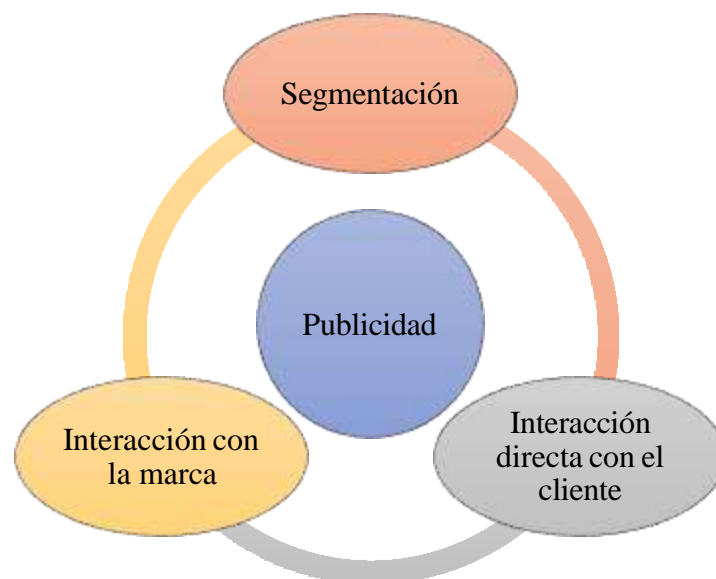 Segmentación
Publicidad
Interacción con
la marca
Interacción
directa con el
cliente